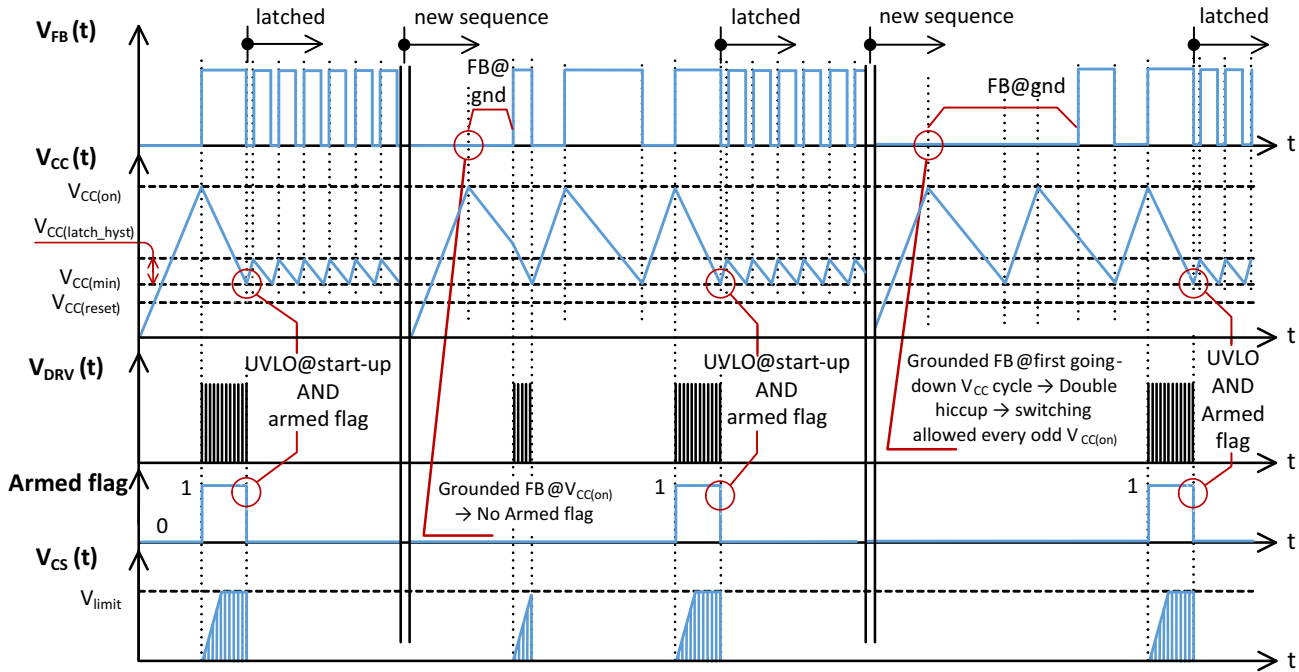 latched
new sequence
latched
new sequence
latched
VFB (t)
FB@
gnd
FB@gnd
t
VCC (t)
VCC(on)
VCC(latch_hyst)
VCC(min)
VCC(reset)
t
VDRV (t)
UVLO@start-up
AND
armed flag
UVLO@start-up
AND
armed flag
Grounded FB @first going-
down VCC cycle → Double
hiccup → switching
allowed every odd VCC(on)
UVLO
AND
Armed
flag
t
Armed flag
1
0
Grounded FB @VCC(on)
→ No Armed flag
1
1
t
VCS (t)
Vlimit
t